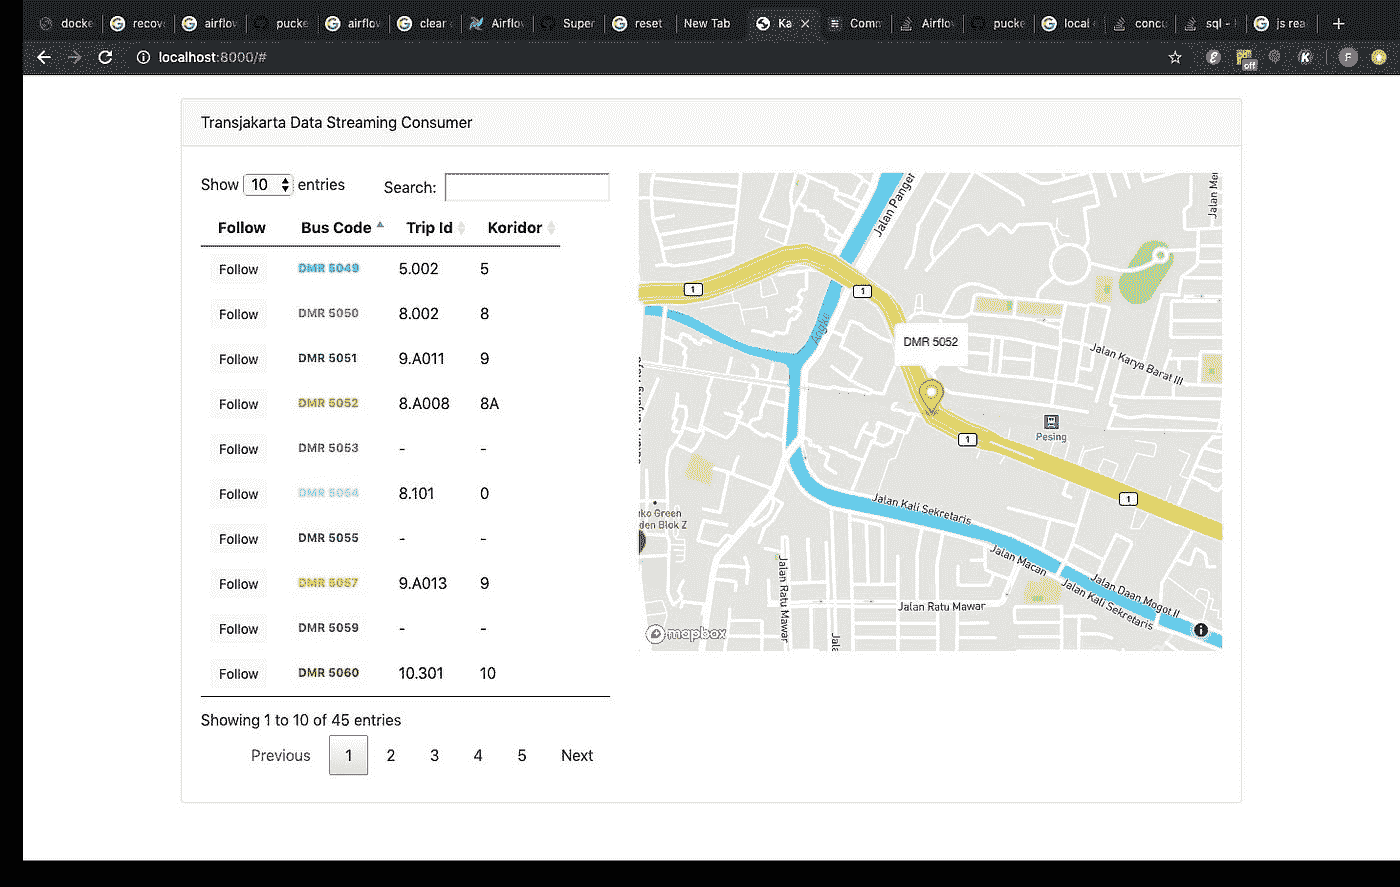 docke
recove
airflov
pucke
airflov
clear
Airflov
Super
reset
New Tab
Ka
Comm
Airflov
pucke
local
concu
sql -
js rea
localhost:8000/#
off
K
F
Transjakarta Data Streaming Consumer
Show 10 entries
Search:
Follow Bus Code Trip Id Koridor
Follow DMR 5049 5.002 5
Follow DMR 5050 8.002 8
Follow DMR 5051 9.A011 9
Follow DMR 5052 8.A008 8A
Follow DMR 5053 - -
Follow DMR 5054 8.101 0
Follow DMR 5055 - -
Follow DMR 5057 9.A013 9
Follow DMR 5059 - -
Follow DMR 5060 10.301 10
Showing 1 to 10 of 45 entries
Previous 1 2 3 4 5 Next
Jalan Panger
Jalan Me
1
1
Angke
DMR 5052
Jalan Karya Barat III
1
Pesing
1
Jalan Kali Sekretaris
uko Green
den Blok Z
Jalan Macan
Jalan Daan Mogot II
Jalan Kali Sekretaris
Jalan Ratu Mawar
Jalan Ratu Mawar
Jala
mapbox